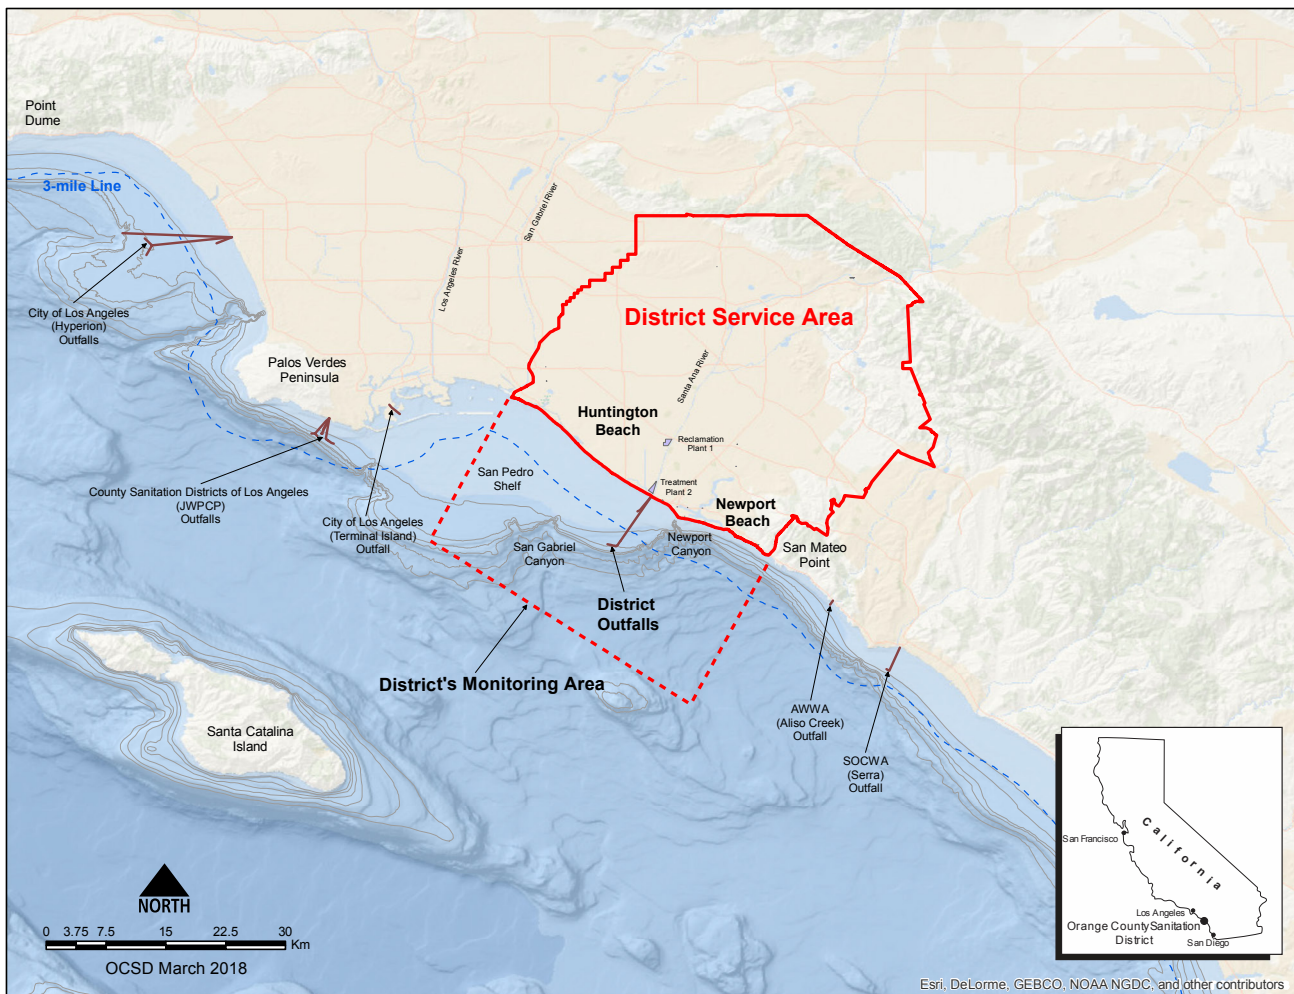 Point
Dume
3-mile Line
City of Los Angeles
(Hyperion)
Outfalls
Palos Verdes
Peninsula
Los Angeles River
San Gabriel River
District Service Area
Santa Ana River
Huntington
Beach
Reclamation
Plant 1
Treatment
Plant 2
Newport
Beach
San Pedro
Shelf
County Sanitation Districts of Los Angeles
(JWPCP)
Outfalls
City of Los Angeles
(Terminal Island)
Outfall
San Gabriel
Canyon
Newport
Canyon
San Mateo
Point
District
Outfalls
District's Monitoring Area
Santa Catalina
Island
AWWA
(Aliso Creek)
Outfall
SOCWA
(Serra)
Outfall
California
San Francisco
Los Angeles
Orange County Sanitation
District
San Diego
NORTH
0 3.75 7.5 15 22.5 30
Km
OCSD March 2018
Esri, DeLorme, GEBCO, NOAA NGDC, and other contributors